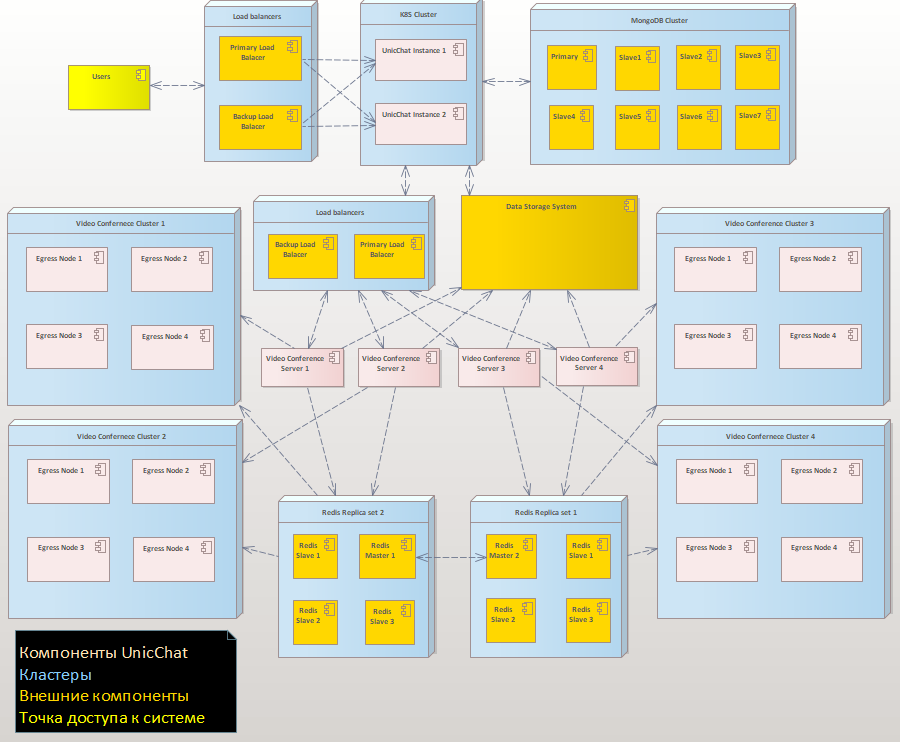 Load balancers
K8S Cluster
MongoDB Cluster
Users
Primary Load
Balacer
Backup Load
Balacer
UnicChat Instance 1
UnicChat Instance 2
Primary
Slave1
Slave2
Slave3
Slave4
Slave5
Slave6
Slave7
Video Confernece Cluster 1
Egress Node 1
Egress Node 2
Egress Node 3
Egress Node 4
Load balancers
Backup Load
Balacer
Primary Load
Balacer
Data Storage System
Video Conference Cluster 3
Egress Node 1
Egress Node 2
Egress Node 3
Egress Node 4
Video Conference
Server 1
Video Conference
Server 2
Video Conference
Server 3
Video Conference
Server 4
Video Confernece Cluster 2
Egress Node 1
Egress Node 2
Egress Node 3
Egress Node 4
Video Confernece Cluster 4
Egress Node 1
Egress Node 2
Egress Node 3
Egress Node 4
Redis Replica set 2
Redis
Slave 1
Redis
Master 1
Redis
Slave 2
Redis
Slave 3
Redis Replica set 1
Redis
Master 2
Redis
Slave 1
Redis
Slave 2
Redis
Slave 3
Компоненты UnicChat
Кластеры
Внешние компоненты
Точка доступа к системе